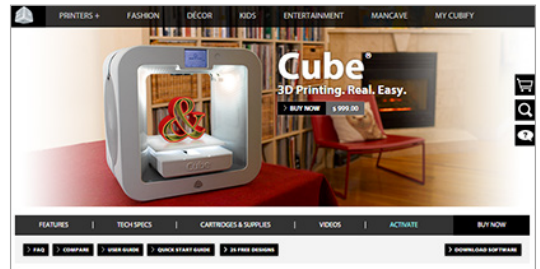 PRINTERS + FASHION DÉCOR KIDS ENTERTAINMENT MANCAVE MY CUBIFY
Cube®
3D Printing. Real. Easy.
> BUY NOW $ 999.00
&
Cube
?
FEATURES | TECH SPECS | CARTRIDGES & SUPPLIES | VIDEOS | ACTIVATE BUY NOW
> FAQ > COMPARE > USER GUIDE > QUICK START GUIDE > 25 FREE DESIGNS > DOWNLOAD SOFTWARE